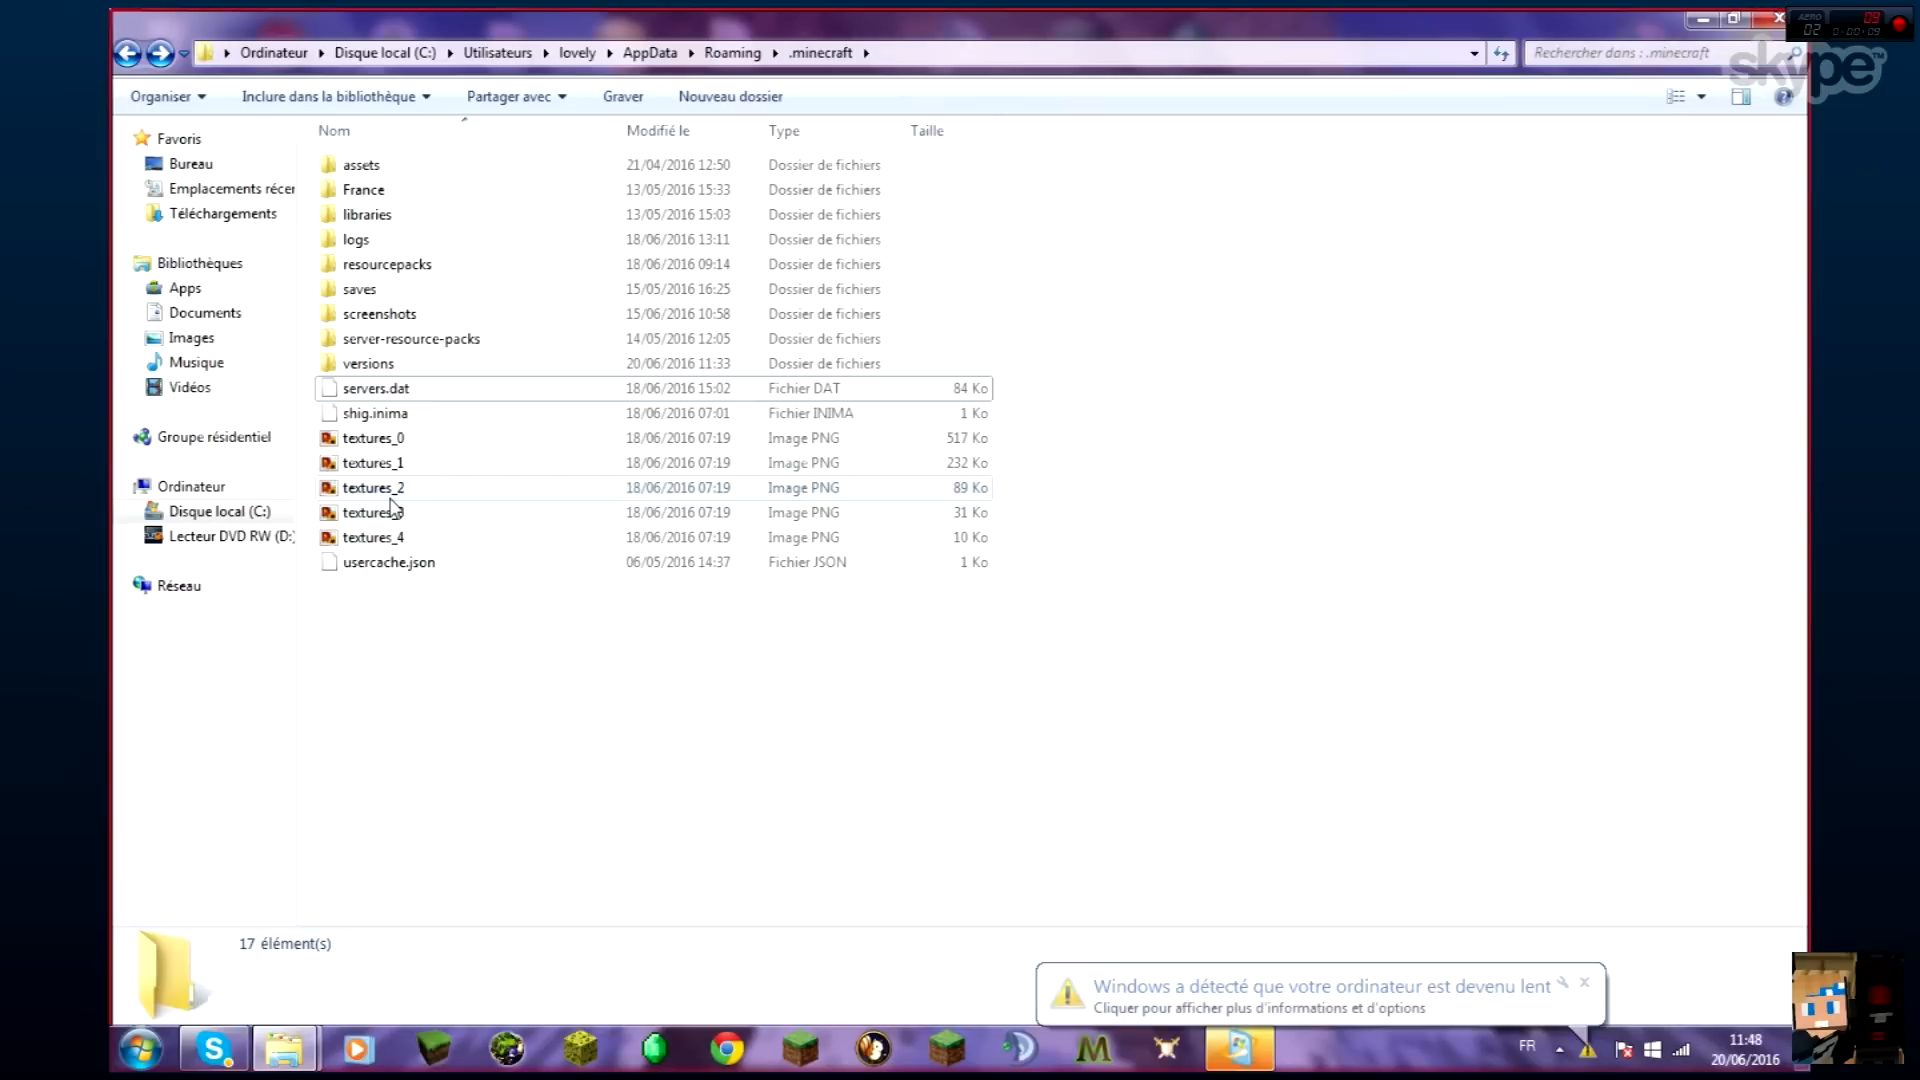 Ordinateur Disque local (C:) Utilisateurs lovely AppData Roaming .minecraft Rechercher dans : .minecraft
skype™
Organiser Inclure dans la bibliothèque Partager avec Graver Nouveau dossier
Nom Modifié le Type Taille
Favoris
Bureau
Emplacements récer
Téléchargements
Bibliothèques
Apps
Documents
Images
Musique
Vidéos
Groupe résidentiel
Ordinateur
Disque local (C:)
Lecteur DVD RW (D:)
Réseau
assets 21/04/2016 12:50 Dossier de fichiers
France 13/05/2016 15:33 Dossier de fichiers
libraries 13/05/2016 15:03 Dossier de fichiers
logs 18/06/2016 13:11 Dossier de fichiers
resourcepacks 18/06/2016 09:14 Dossier de fichiers
saves 15/05/2016 16:25 Dossier de fichiers
screenshots 15/06/2016 10:58 Dossier de fichiers
server-resource-packs 14/05/2016 12:05 Dossier de fichiers
versions 20/06/2016 11:33 Dossier de fichiers
servers.dat 18/06/2016 15:02 Fichier DAT 84 Ko
shig.inima 18/06/2016 07:01 Fichier INIMA 1 Ko
textures_0 18/06/2016 07:19 Image PNG 517 Ko
textures_1 18/06/2016 07:19 Image PNG 232 Ko
textures_2 18/06/2016 07:19 Image PNG 89 Ko
textures_3 18/06/2016 07:19 Image PNG 31 Ko
textures_4 18/06/2016 07:19 Image PNG 10 Ko
usercache.json 06/05/2016 14:37 Fichier JSON 1 Ko
17 élément(s)
Windows a détecté que votre ordinateur est devenu lent
Cliquer pour afficher plus d'informations et d'options
FR
11:48
20/06/2016